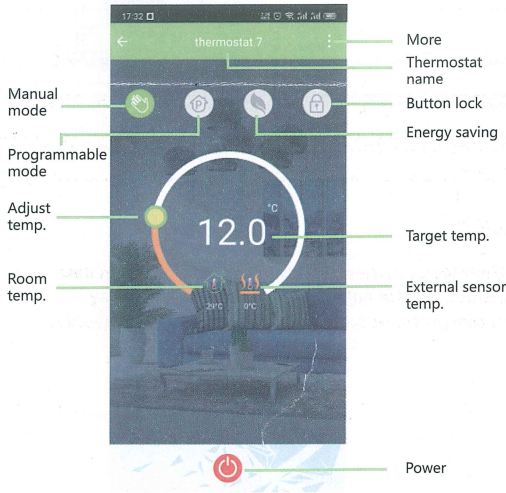 17:32
thermostat 7
More
Thermostat
name
Manual
mode
Button lock
P
Energy saving
Programmable
mode
Adjust
temp.
°C
12.0
Target temp.
Room
temp.
29°C
0°C
External sensor
temp.
Power